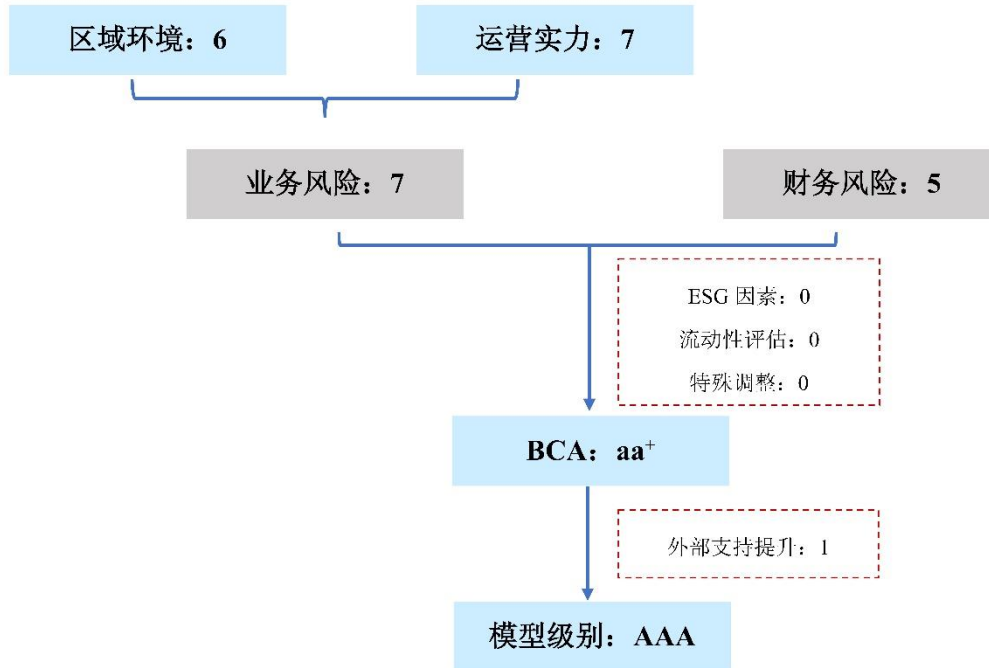 区域环境：6
运营实力：7
业务风险：7
财务风险：5
ESG 因素：0
流动性评估：0
特殊调整：0
BCA：aa⁺
外部支持提升：1
模型级别：AAA